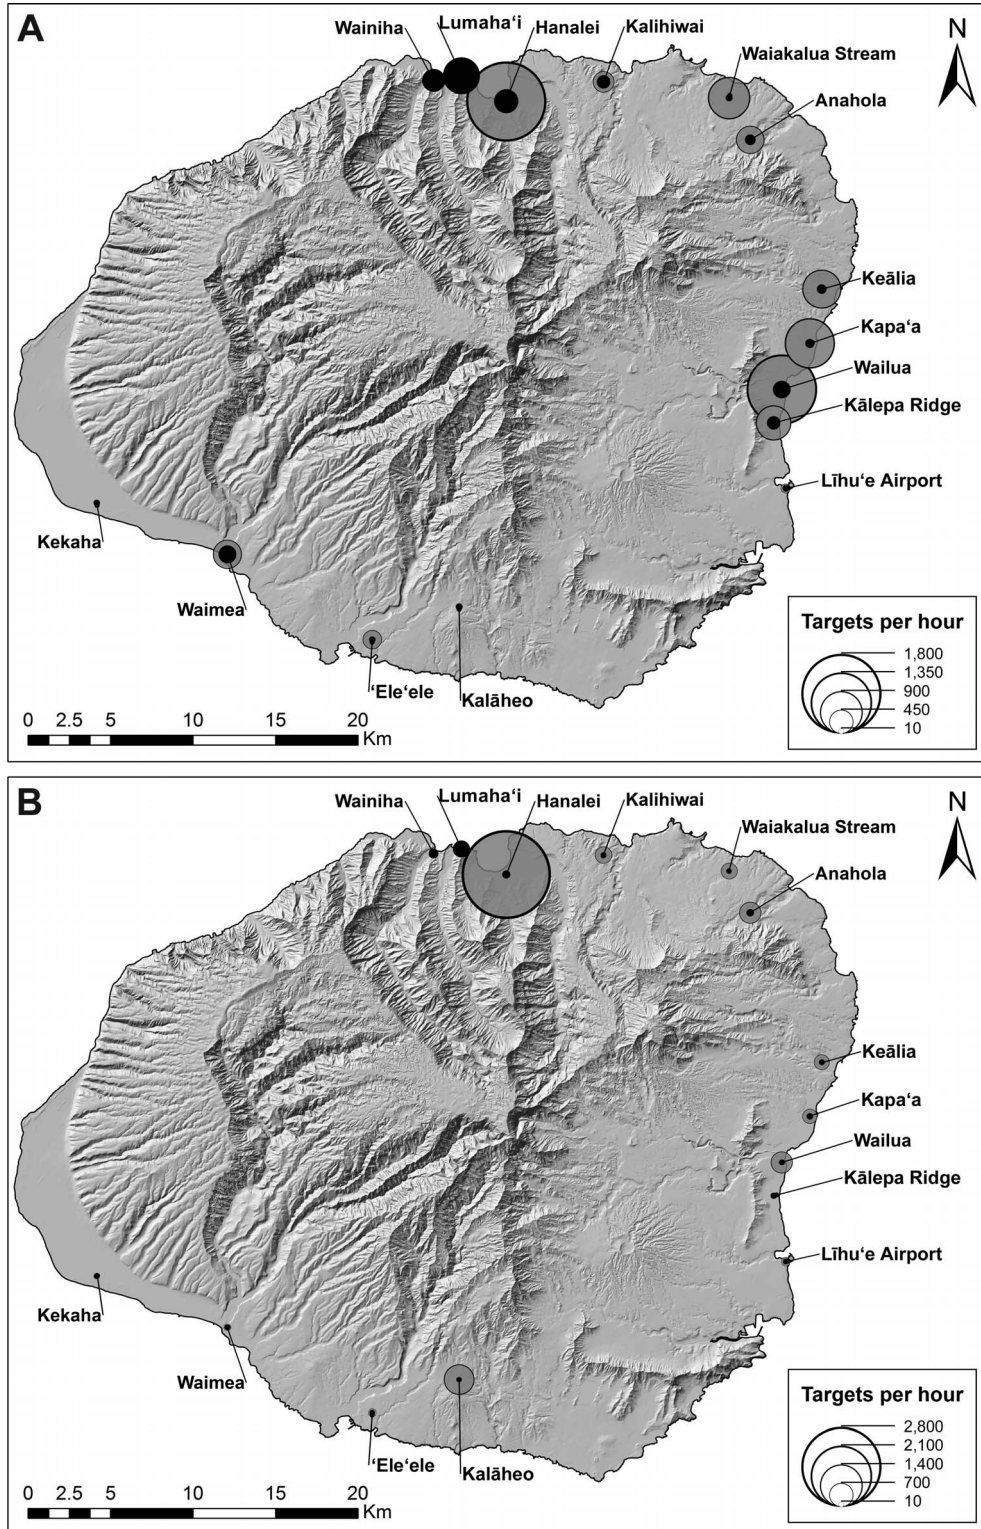 A
Wainiha
Lumaha‘i
Hanalei
Kalihiwai
Waiakalua Stream
Anahola
N
Keālia
Kapa‘a
Wailua
Kālepa Ridge
Līhu‘e Airport
Kekaha
Waimea
‘Ele‘ele
Kalāheo
0 2.5 5 10 15 20
Km
Targets per hour
1,800
1,350
900
450
10
B
Wainiha
Lumaha‘i
Hanalei
Kalihiwai
Waiakalua Stream
Anahola
N
Keālia
Kapa‘a
Wailua
Kālepa Ridge
Līhu‘e Airport
Kekaha
Waimea
‘Ele‘ele
Kalāheo
0 2.5 5 10 15 20
Km
Targets per hour
2,800
2,100
1,400
700
10